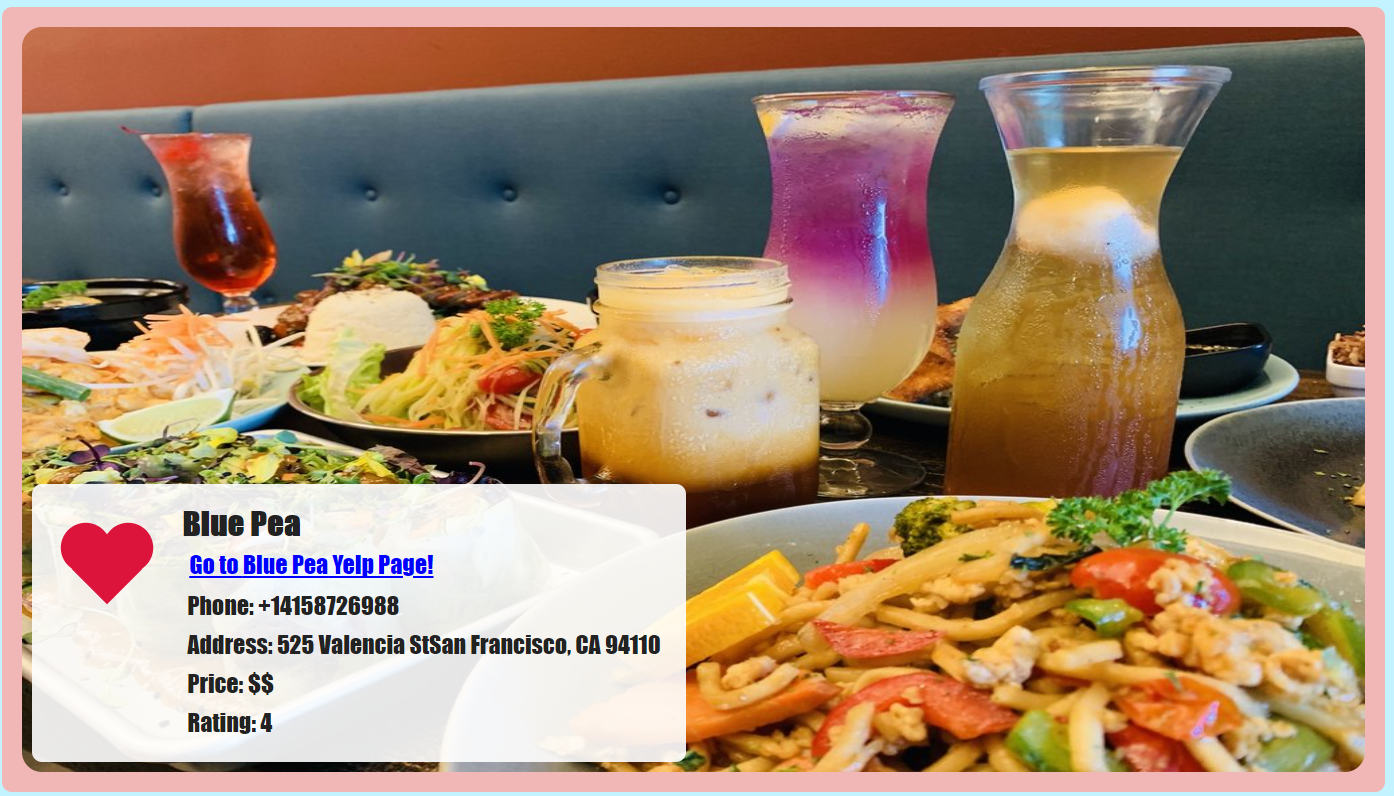 Blue Pea
Go to Blue Pea Yelp Page!
Phone: +14158726988
Address: 525 Valencia StSan Francisco, CA 94110
Price: $$
Rating: 4